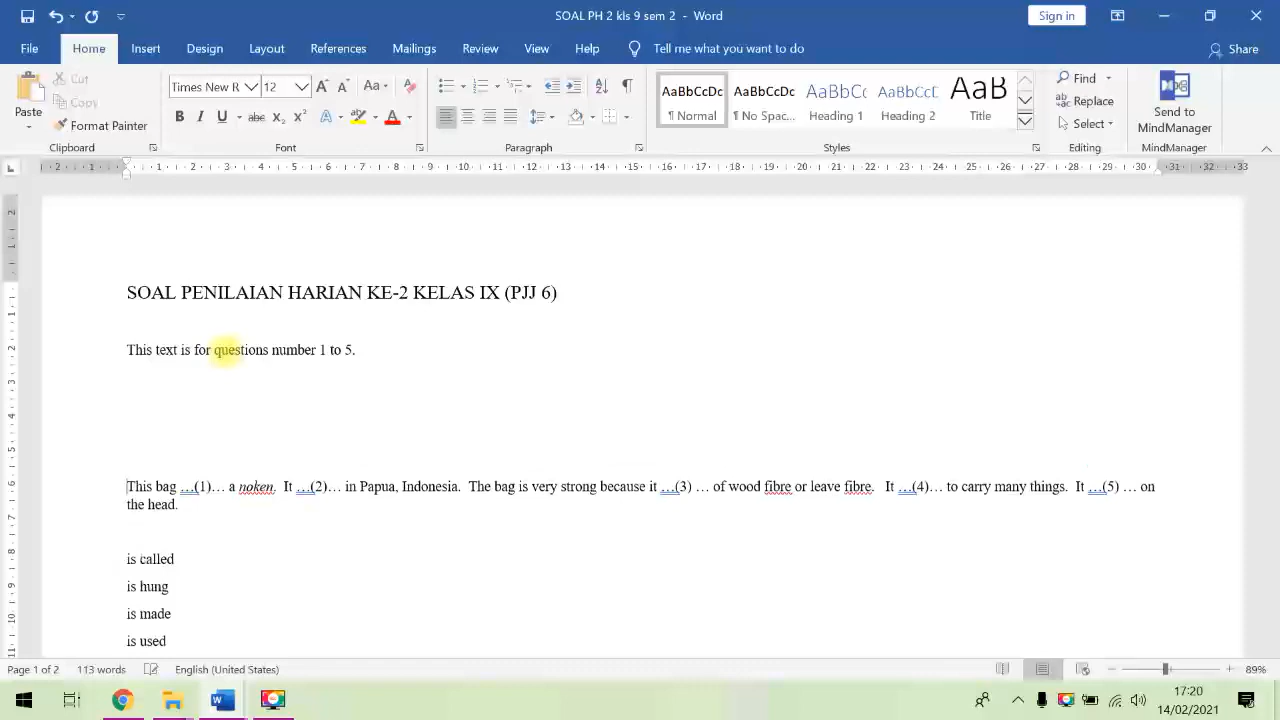 SOAL PH 2 kls 9 sem 2 - Word
Sign in
File Home Insert Design Layout References Mailings Review View Help Tell me what you want to do Share
Paste
Cut
Copy
Format Painter
Clipboard
Times New R 12
Font
Paragraph
AaBbCcDc AaBbCcDc AaBbCc AaBbCcL AaB
¶ Normal ¶ No Spac... Heading 1 Heading 2 Title
Styles
Find
Replace
Select
Editing
Send to
MindManager
MindManager
SOAL PENILAIAN HARIAN KE-2 KELAS IX (PJJ 6)
This text is for questions number 1 to 5.
This bag …(1)… a noken. It …(2)… in Papua, Indonesia. The bag is very strong because it …(3) … of wood fibre or leave fibre. It …(4)… to carry many things. It …(5) … on
the head.
is called
is hung
is made
is used
Page 1 of 2 113 words English (United States) 89%
17:20
14/02/2021